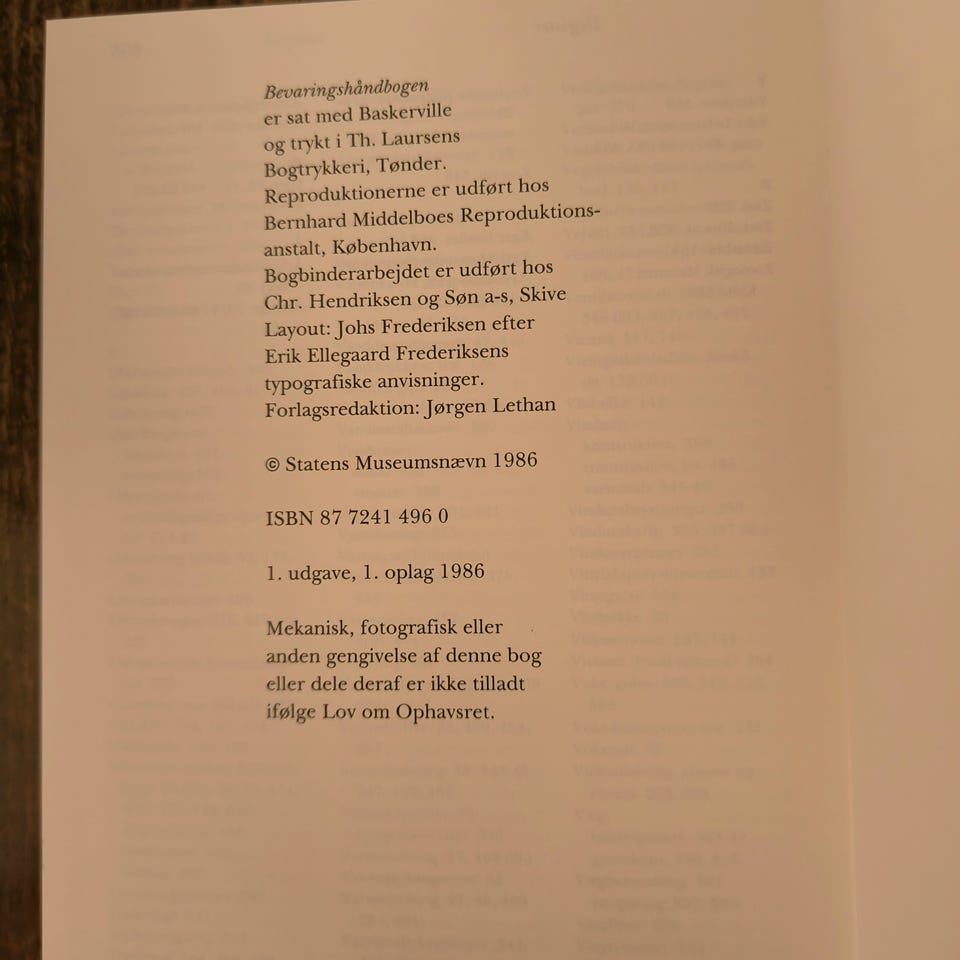 Bevaringshåndbogen
er sat med Baskerville
og trykt i Th. Laursens
Bogtrykkeri, Tønder.
Reproduktionerne er udført hos
Bernhard Middelboes Reproduktions-
anstalt, København.
Bogbinderarbejdet er udført hos
Chr. Hendriksen og Søn a-s, Skive
Layout: Johs Frederiksen efter
Erik Ellegaard Frederiksens
typografiske anvisninger.
Forlagsredaktion: Jørgen Lethan
© Statens Museumsnævn 1986
ISBN 87 7241 496 0
1. udgave, 1. oplag 1986
Mekanisk, fotografisk eller
anden gengivelse af denne bog
eller dele deraf er ikke tilladt
ifølge Lov om Ophavsret.